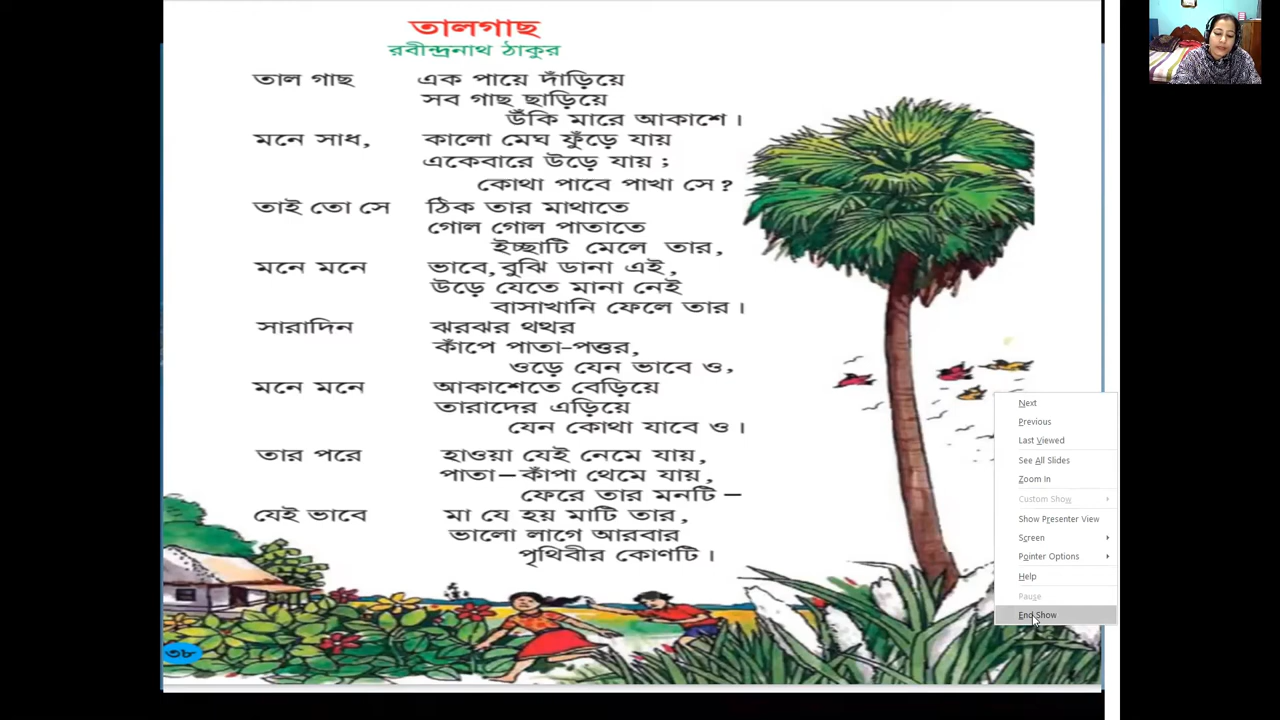 তালগাছ
রবীন্দ্রনাথ ঠাকুর
তাল গাছ এক পায়ে দাঁড়িয়ে
সব গাছ ছাড়িয়ে
উঁকি মারে আকাশে।
মনে সাধ, কালো মেঘ ফুঁড়ে যায়
একেবারে উড়ে যায় ;
কোথা পাবে পাখা সে?
তাই তো সে ঠিক তার মাথাতে
গোল গোল পাতাতে
ইচ্ছাটি মেলে তার,
মনে মনে ভাবে, বুঝি ডানা এই,
উড়ে যেতে মানা নেই
বাসাখানি ফেলে তার।
সারাদিন ঝরঝর থথর
কাঁপে পাতা-পত্তর,
ওড়ে যেন ভাবে ও,
মনে মনে আকাশেতে বেড়িয়ে
তারাদের এড়িয়ে
যেন কোথা যাবে ও।
তার পরে হাওয়া যেই নেমে যায়,
পাতা—কাঁপা থেমে যায়,
ফেরে তার মনটি—
যেই ভাবে মা যে হয় মাটি তার,
ভালো লাগে আরবার
পৃথিবীর কোণটি।
৩৮
Next
Previous
Last Viewed
See All Slides
Zoom In
Custom Show
Show Presenter View
Screen
Pointer Options
Help
Pause
End Show